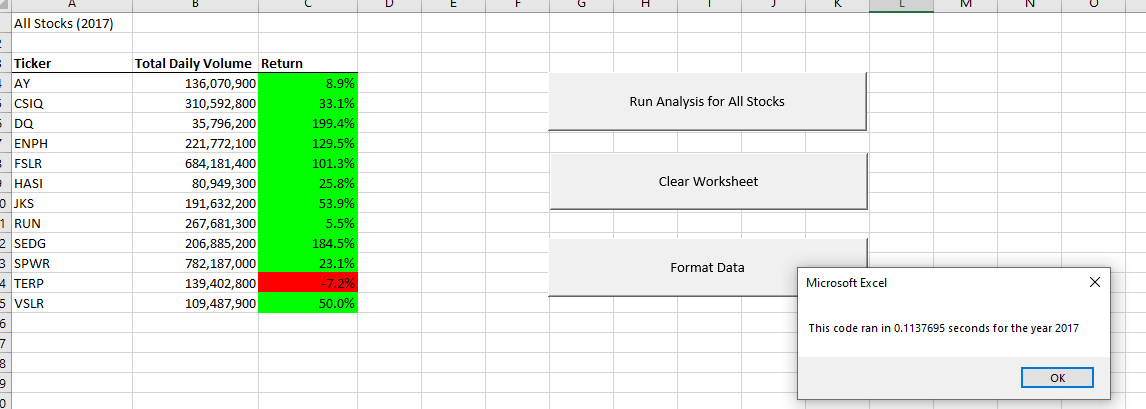 A B C D E F G H I J K L M N O
All Stocks (2017)
Ticker Total Daily Volume Return
AY 136,070,900 8.9%
CSIQ 310,592,800 33.1%
DQ 35,796,200 199.4%
ENPH 221,772,100 129.5%
FSLR 684,181,400 101.3%
HASI 80,949,300 25.8%
JKS 191,632,200 53.9%
RUN 267,681,300 5.5%
SEDG 206,885,200 184.5%
SPWR 782,187,000 23.1%
TERP 139,402,800 -7.2%
VSLR 109,487,900 50.0%
Run Analysis for All Stocks
Clear Worksheet
Format Data
Microsoft Excel
This code ran in 0.1137695 seconds for the year 2017
OK